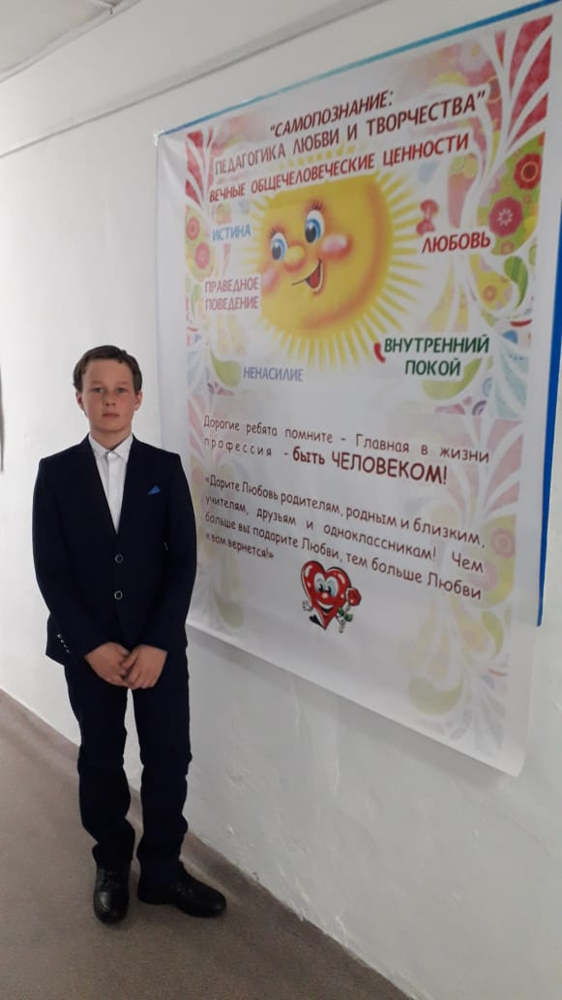 "САМОПОЗНАНИЕ:
ПЕДАГОГИКА ЛЮБВИ И ТВОРЧЕСТВА"
ВЕЧНЫЕ ОБЩЕЧЕЛОВЕЧЕСКИЕ ЦЕННОСТИ
ИСТИНА
ЛЮБОВЬ
ПРАВЕДНОЕ
ПОВЕДЕНИЕ
ВНУТРЕННИЙ
ПОКОЙ
НЕНАСИЛИЕ
Дорогие ребята помните - Главная в жизни
профессия - быть ЧЕЛОВЕКОМ!
«Дарите Любовь родителям, родным и близким,
учителям, друзьям и одноклассникам! Чем
больше вы подарите Любви, тем больше Любви
к вам вернется!»